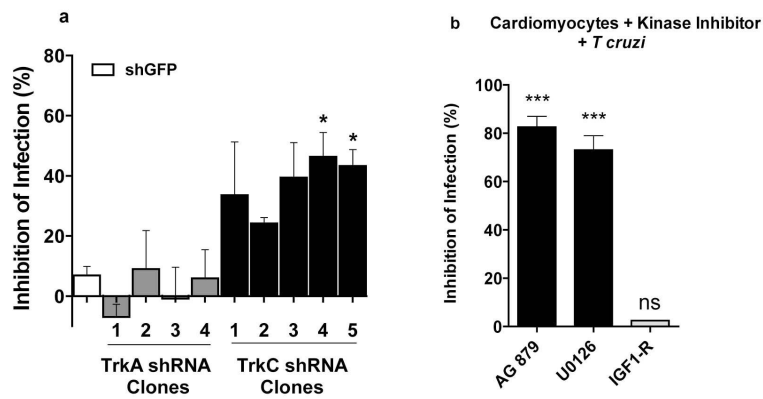 a
shGFP
Inhibition of Infection (%)
80
60
40
20
0
* *
1 2 3 4 1 2 3 4 5
TrkA shRNA
Clones
TrkC shRNA
Clones
b
Cardiomyocytes + Kinase Inhibitor
+ T cruzi
Inhibition of Infection (%)
100
80
60
40
20
0
***
***
ns
AG 879
U0126
IGF1-R